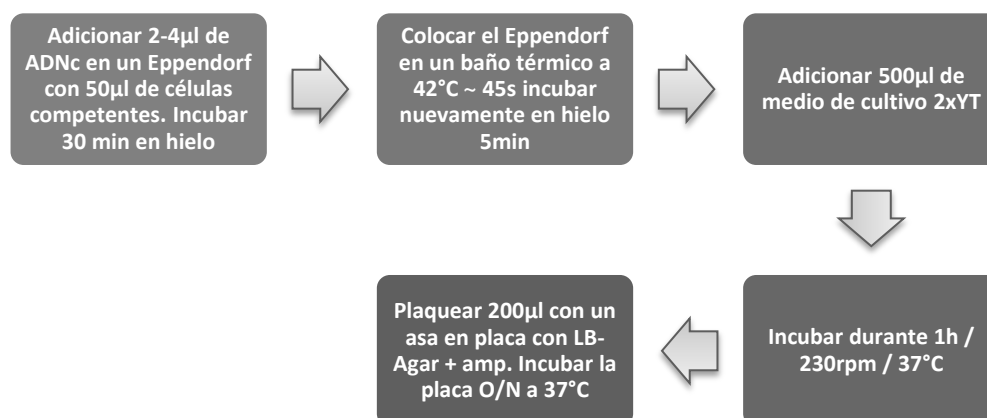 Adicionar 2-4µl de
ADNc en un Eppendorf
con 50µl de células
competentes. Incubar
30 min en hielo
Colocar el Eppendorf
en un baño térmico a
42°C ~ 45s incubar
nuevamente en hielo
5min
Adicionar 500µl de
medio de cultivo 2xYT
Incubar durante 1h /
230rpm / 37°C
Plaquear 200µl con un
asa en placa con LB-
Agar + amp. Incubar la
placa O/N a 37°C